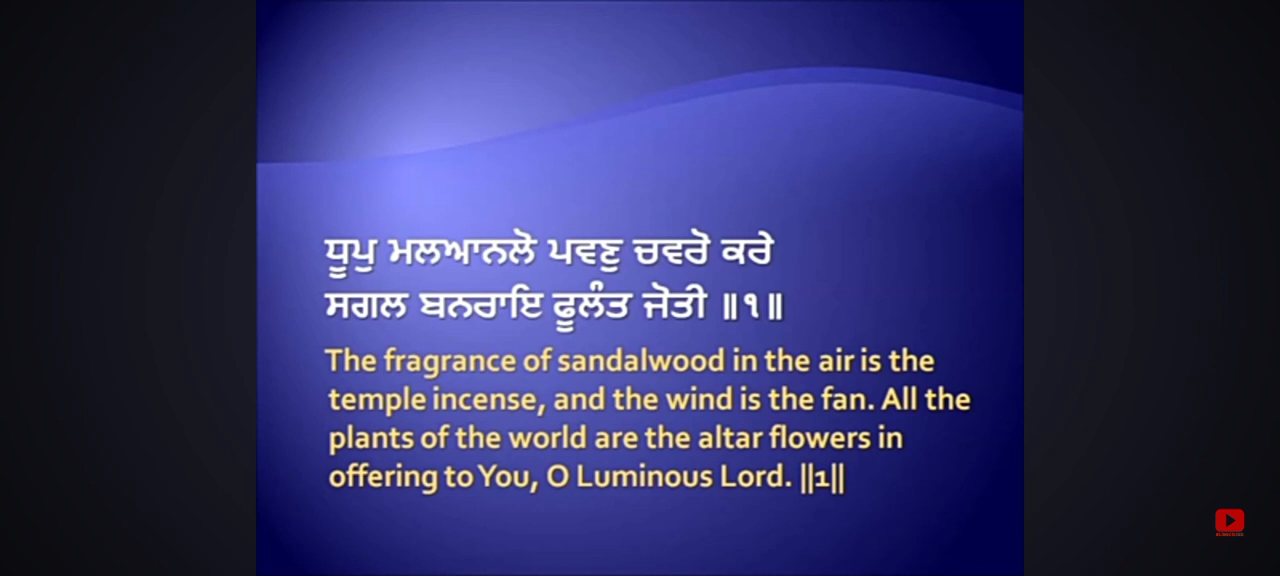 ਧੂਪੁ ਮਲਆਨਲੋ ਪਵਣੁ ਚਵਰੋ ਕਰੇ
ਸਗਲ ਬਨਰਾਇ ਫੂਲੰਤ ਜੋਤੀ ॥੧॥
The fragrance of sandalwood in the air is the
temple incense, and the wind is the fan. All the
plants of the world are the altar flowers in
offering to You, O Luminous Lord. ||1||